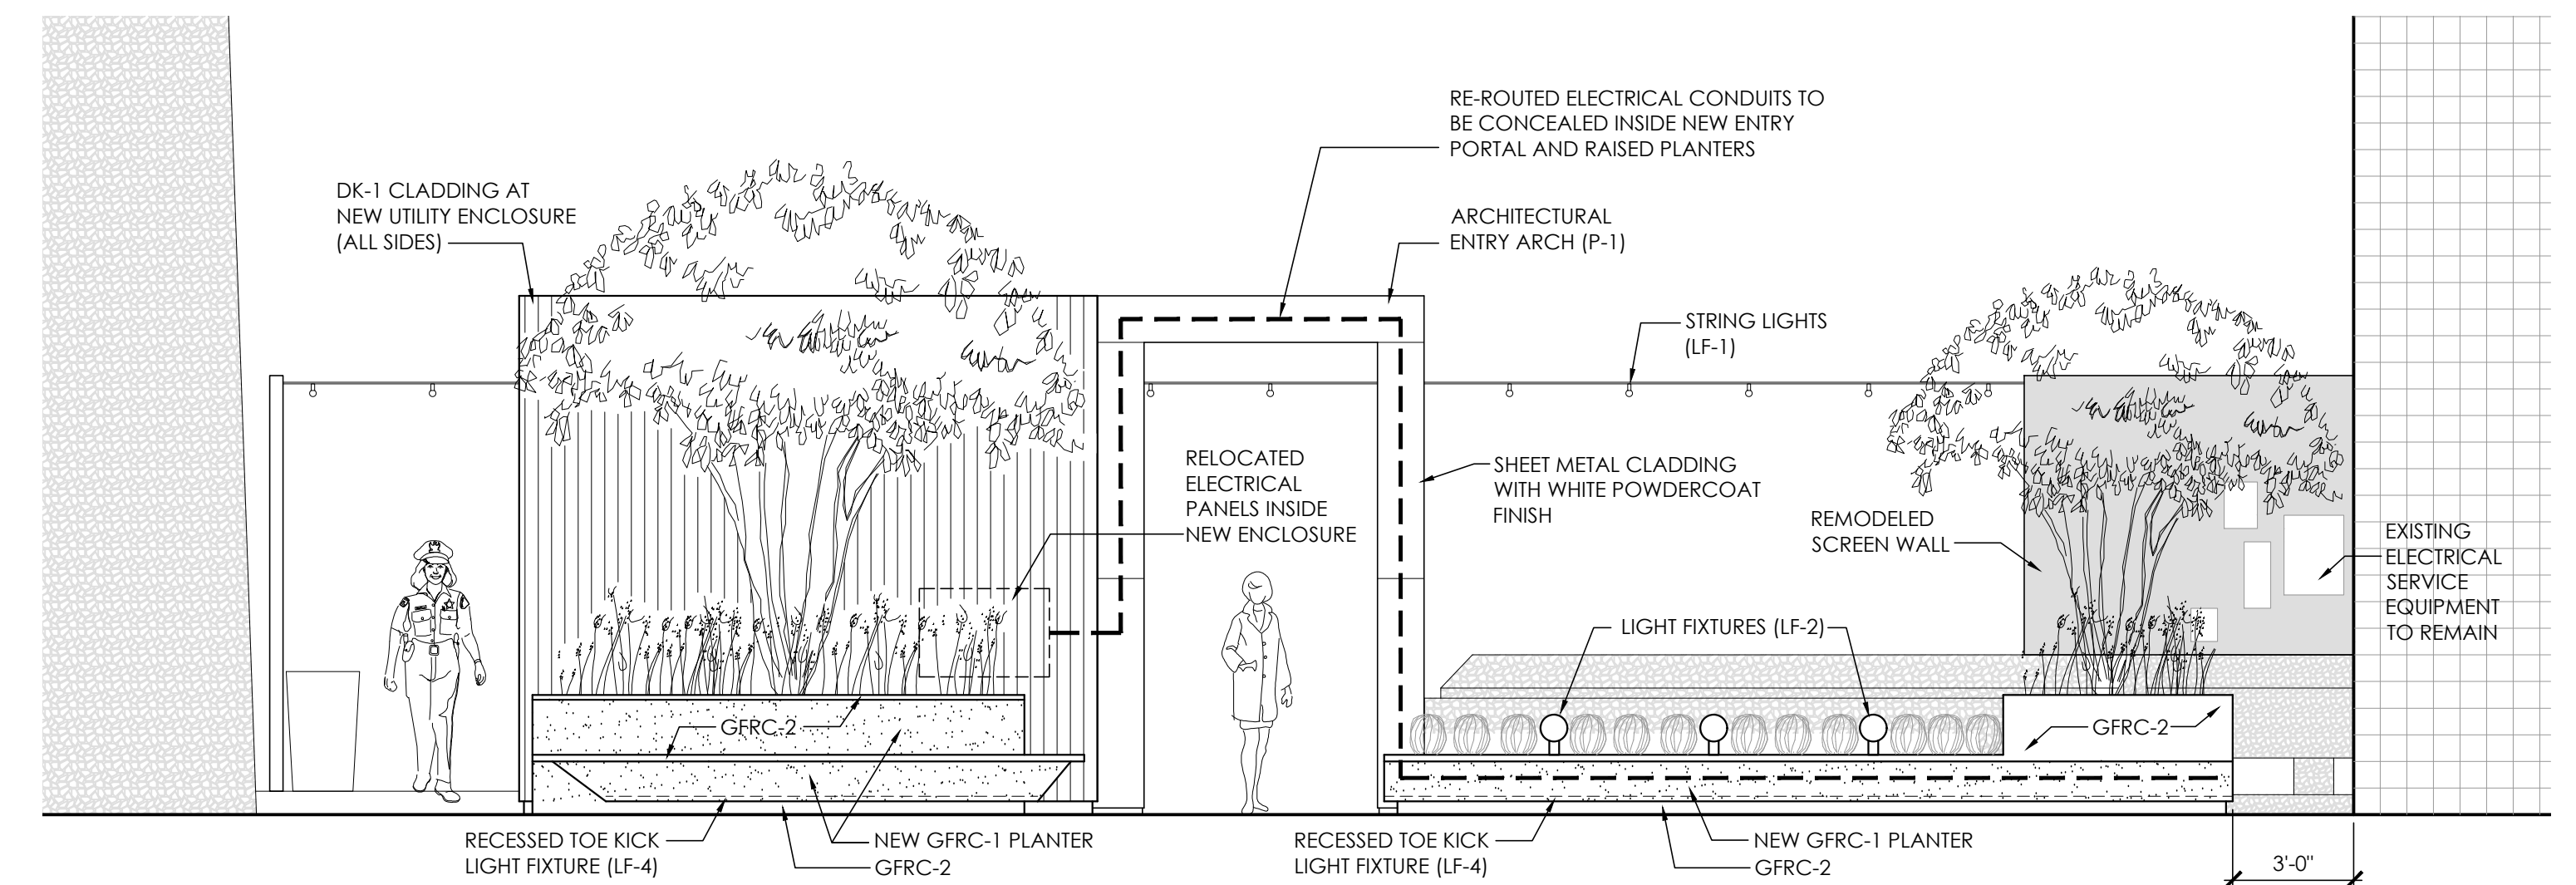 RE-ROUTED ELECTRICAL CONDUITS TO
BE CONCEALED INSIDE NEW ENTRY
PORTAL AND RAISED PLANTERS
DK-1 CLADDING AT
NEW UTILITY ENCLOSURE
(ALL SIDES)
ARCHITECTURAL
ENTRY ARCH (P-1)
STRING LIGHTS
(LF-1)
RELOCATED
ELECTRICAL
PANELS INSIDE
NEW ENCLOSURE
SHEET METAL CLADDING
WITH WHITE POWDERCOAT
FINISH
REMODELED
SCREEN WALL
EXISTING
ELECTRICAL
SERVICE
EQUIPMENT
TO REMAIN
LIGHT FIXTURES (LF-2)
GFRC-2
GFRC-2
RECESSED TOE KICK
LIGHT FIXTURE (LF-4)
NEW GFRC-1 PLANTER
GFRC-2
RECESSED TOE KICK
LIGHT FIXTURE (LF-4)
NEW GFRC-1 PLANTER
GFRC-2
3'-0"